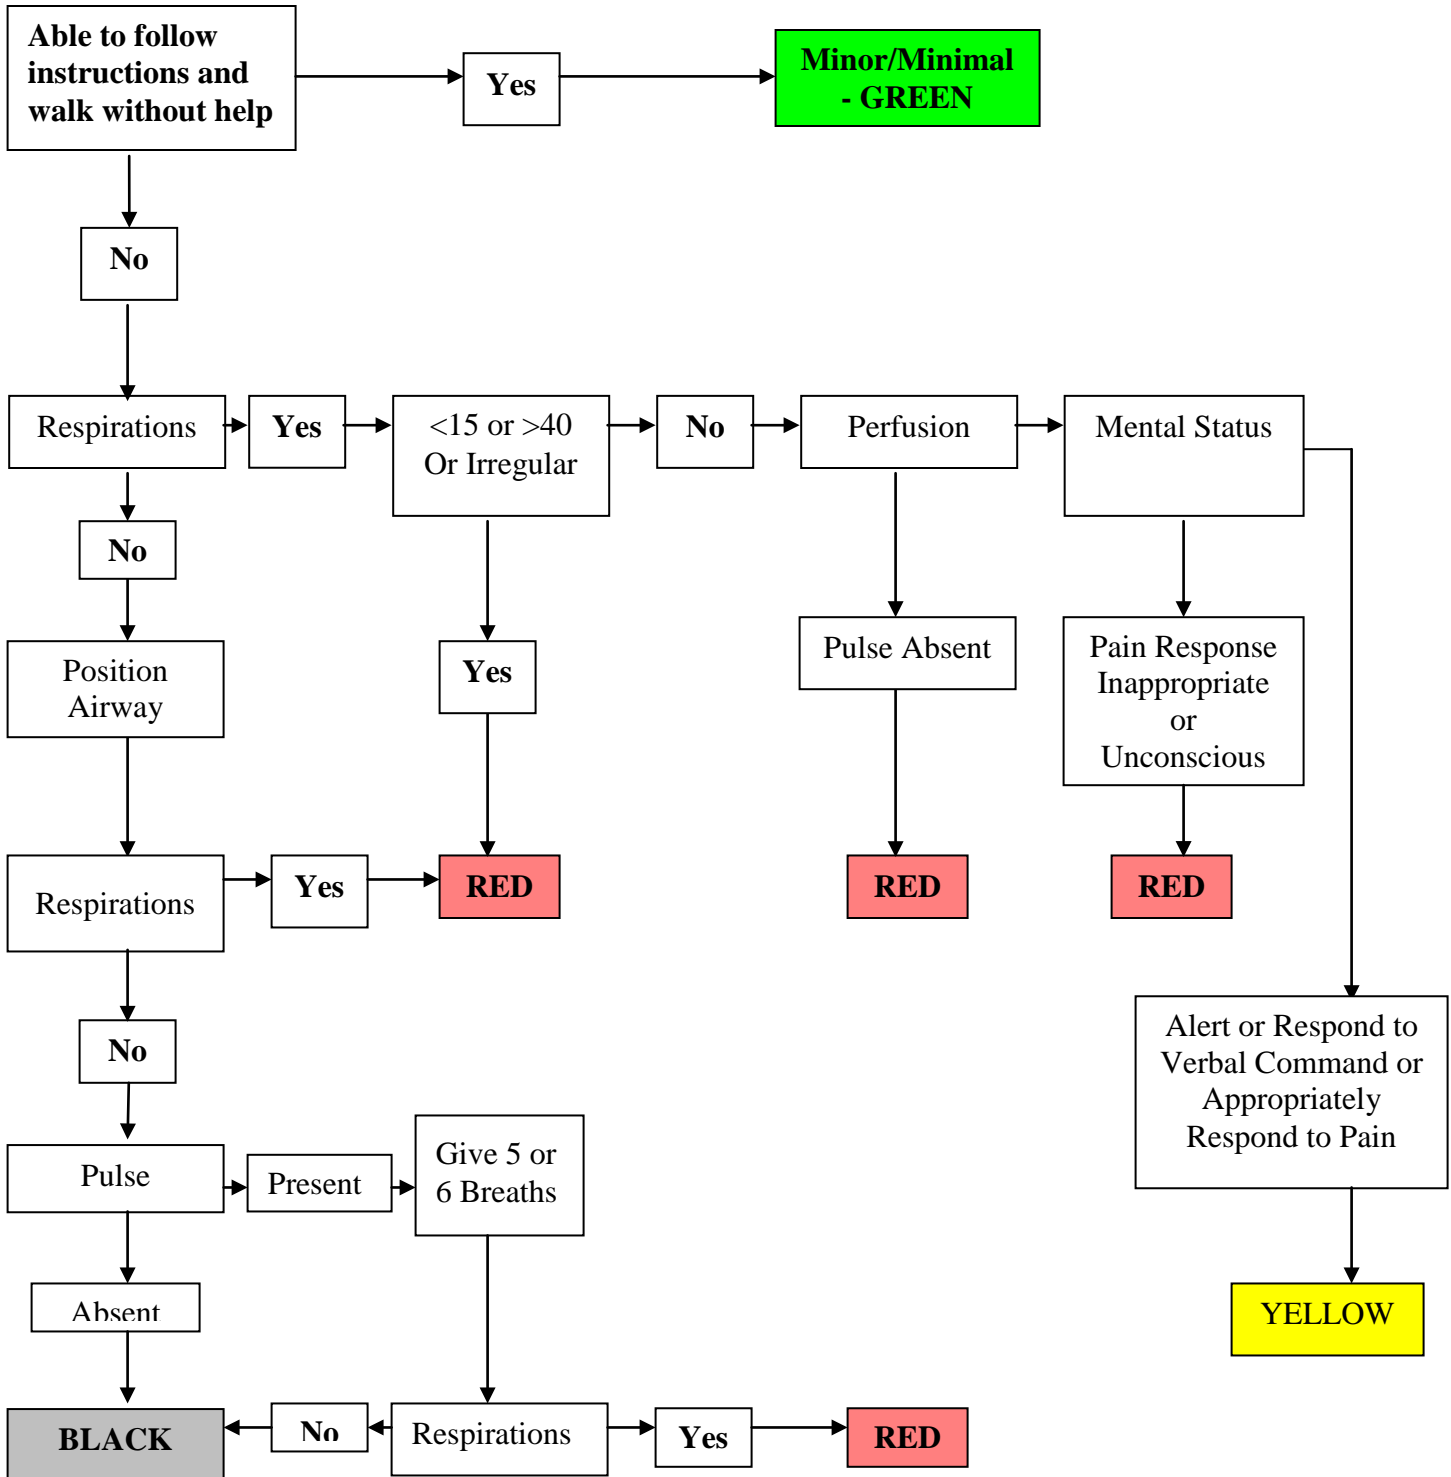 Able to follow
instructions and
walk without help
Yes
Minor/Minimal
- GREEN
No
Respirations
Yes
<15 or >40
Or Irregular
No
Perfusion
Mental Status
No
Yes
Pulse Absent
Pain Response
Inappropriate
or
Unconscious
Position
Airway
Respirations
Yes
RED
RED
RED
No
Alert or Respond to
Verbal Command or
Appropriately
Respond to Pain
Pulse
Present
Give 5 or
6 Breaths
Absent
YELLOW
BLACK
No
Respirations
Yes
RED